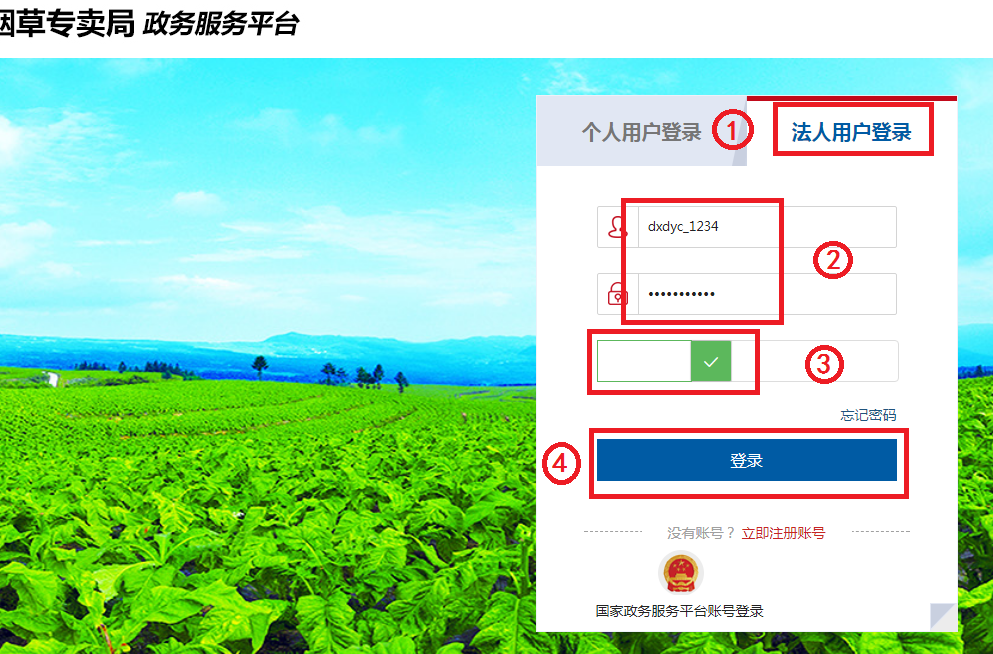 烟草专卖局 政务服务平台
个人用户登录 ① 法人用户登录
dxdyc_1234
②
•••••••••••
③
忘记密码
④ 登录
没有账号？立即注册账号
国家政务服务平台账号登录